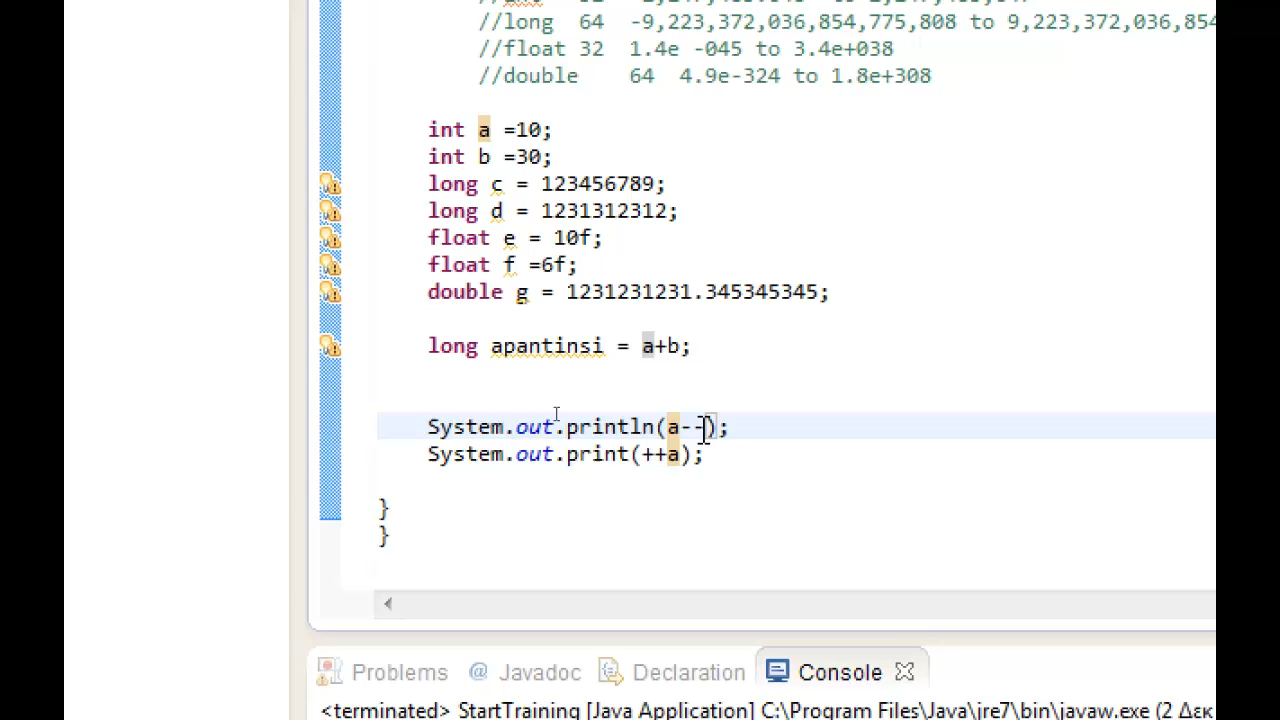 //long 64 -9,223,372,036,854,775,808 to 9,223,372,036,854
//float 32 1.4e -045 to 3.4e+038
//double 64 4.9e-324 to 1.8e+308
int a =10;
int b =30;
long c = 123456789;
long d = 1231312312;
float e = 10f;
float f =6f;
double g = 1231231231.345345345;
long apantinsi = a+b;
System.out.println(a--);
System.out.print(++a);
}
}
Problems @ Javadoc Declaration Console
<terminated> StartTraining [Java Application] C:\Program Files\Java\jre7\bin\javaw.exe (2 Δεκ